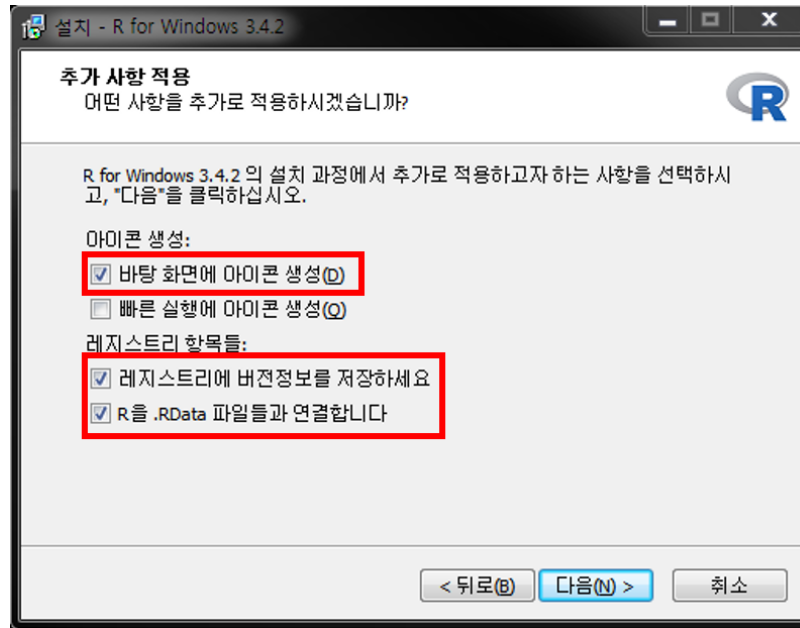 설치 - R for Windows 3.4.2
추가 사항 적용
어떤 사항을 추가로 적용하시겠습니까?
R
R for Windows 3.4.2 의 설치 과정에서 추가로 적용하고자 하는 사항을 선택하시
고, "다음"을 클릭하십시오.
아이콘 생성:
바탕 화면에 아이콘 생성(D)
빠른 실행에 아이콘 생성(Q)
레지스트리 항목들:
레지스트리에 버전정보를 저장하세요
R을 .RData 파일들과 연결합니다
< 뒤로(B) 다음(N) > 취소